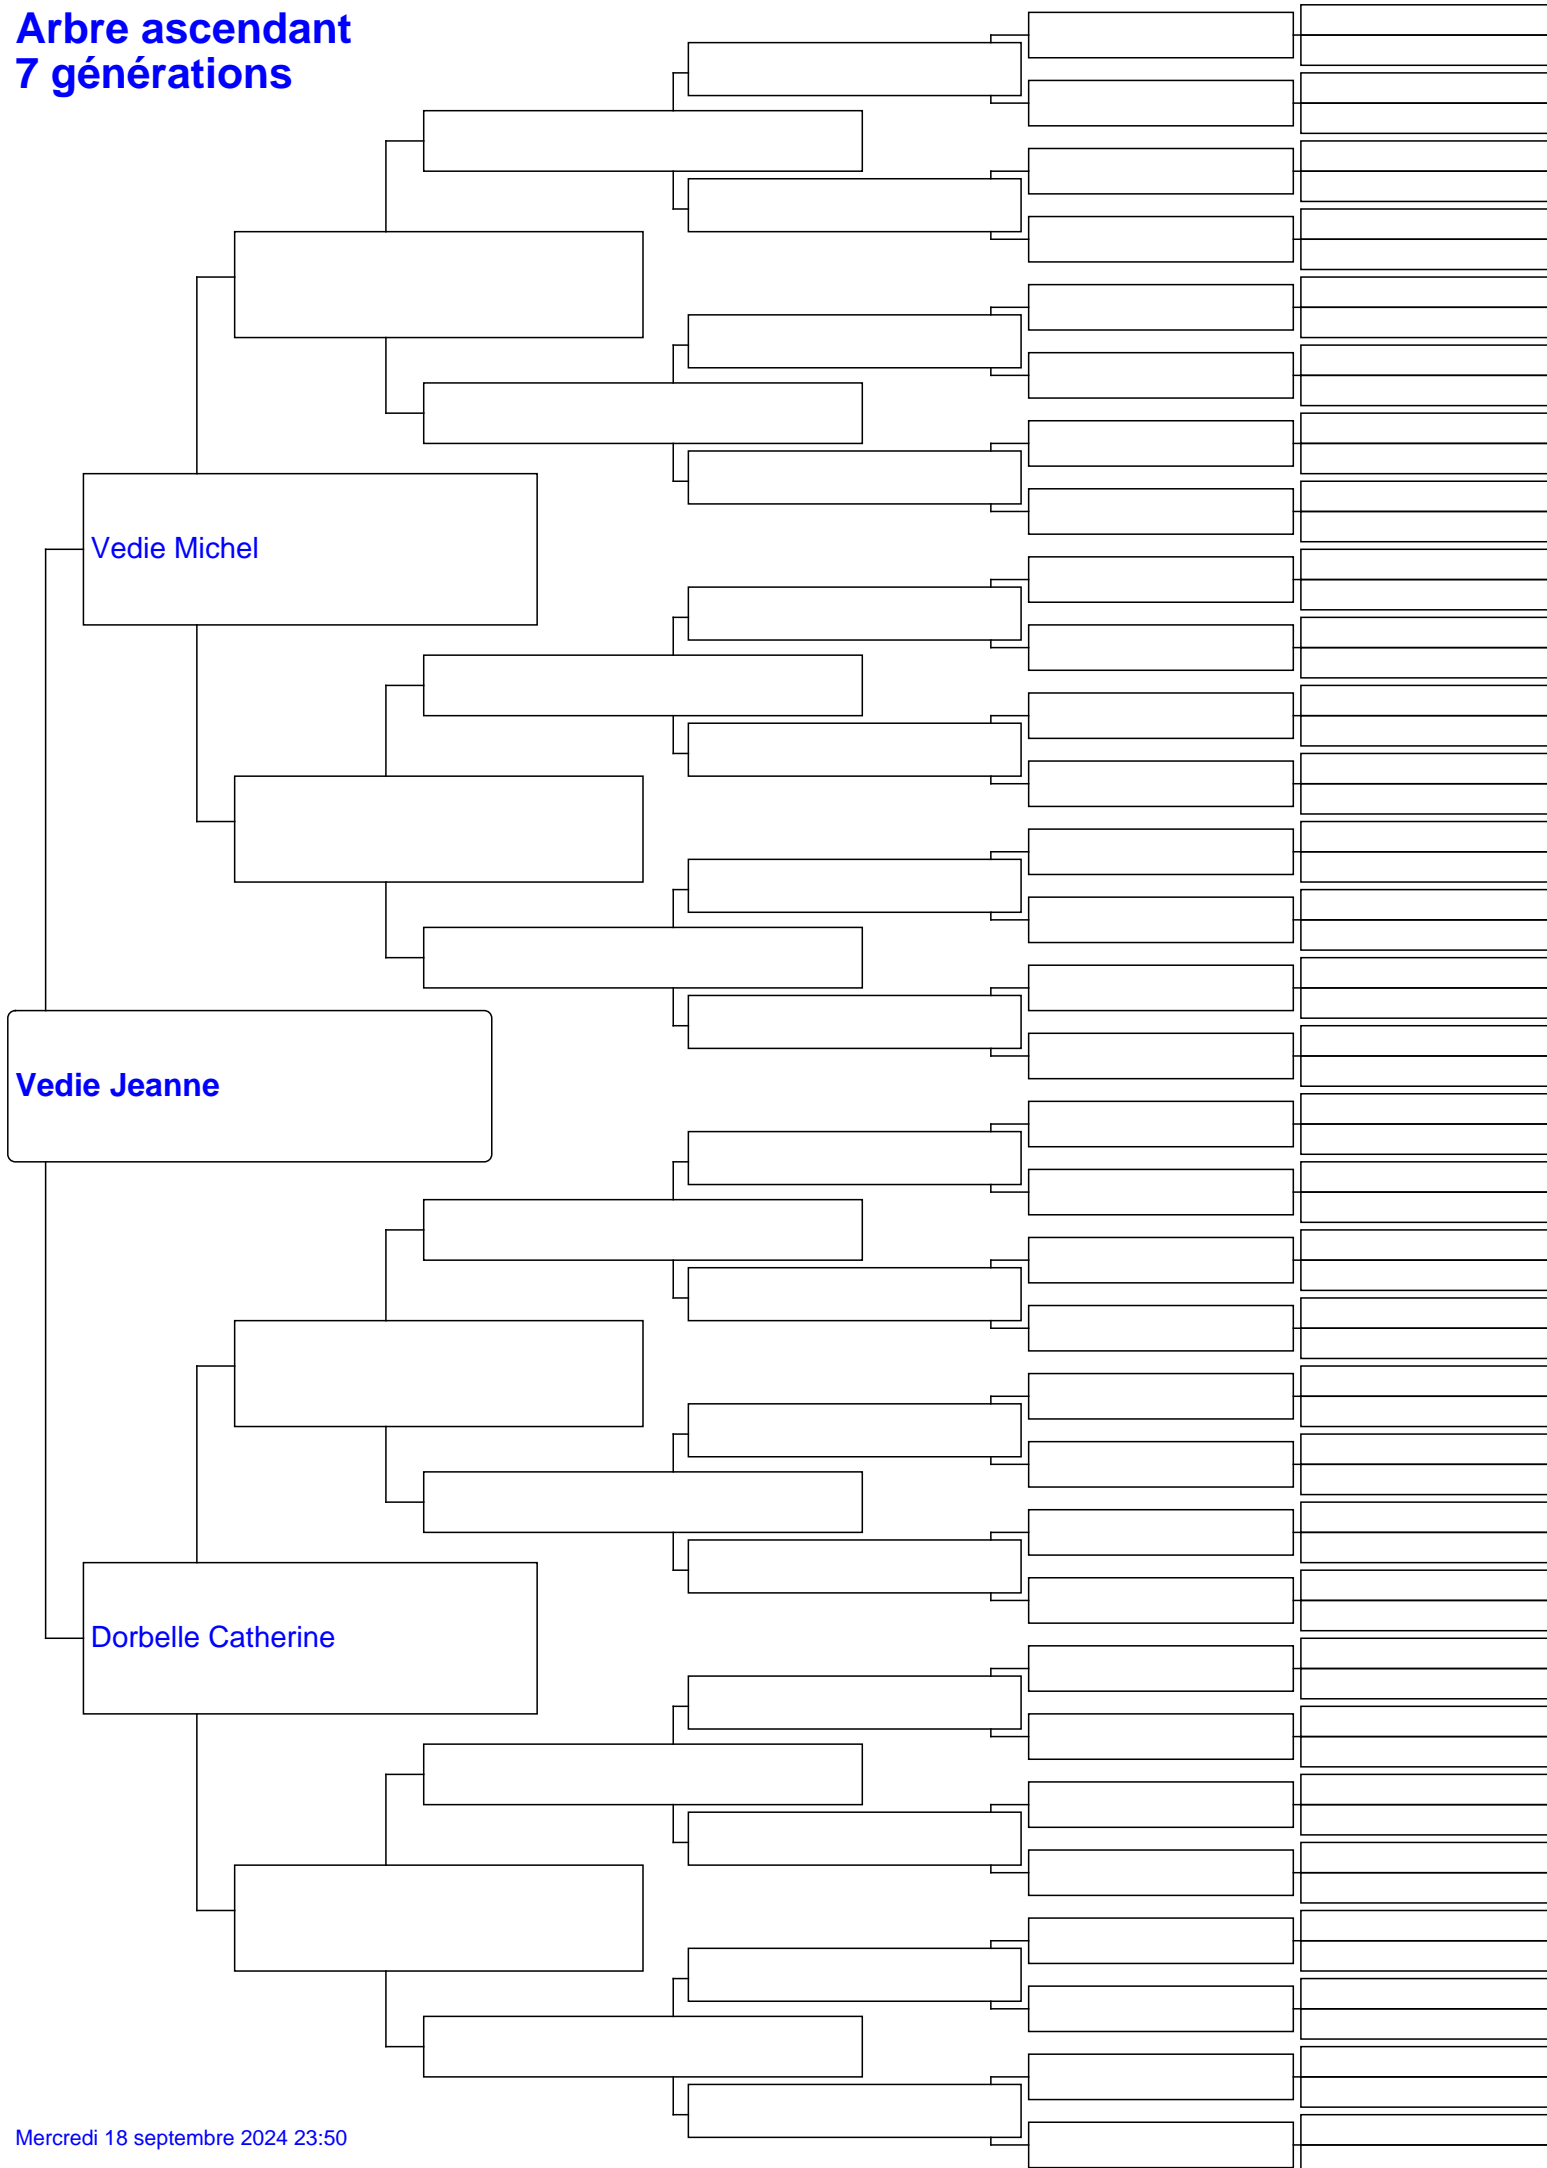 Arbre ascendant
7 générations
Vedie Michel
Vedie Jeanne
Dorbelle Catherine
Mercredi 18 septembre 2024 23:50